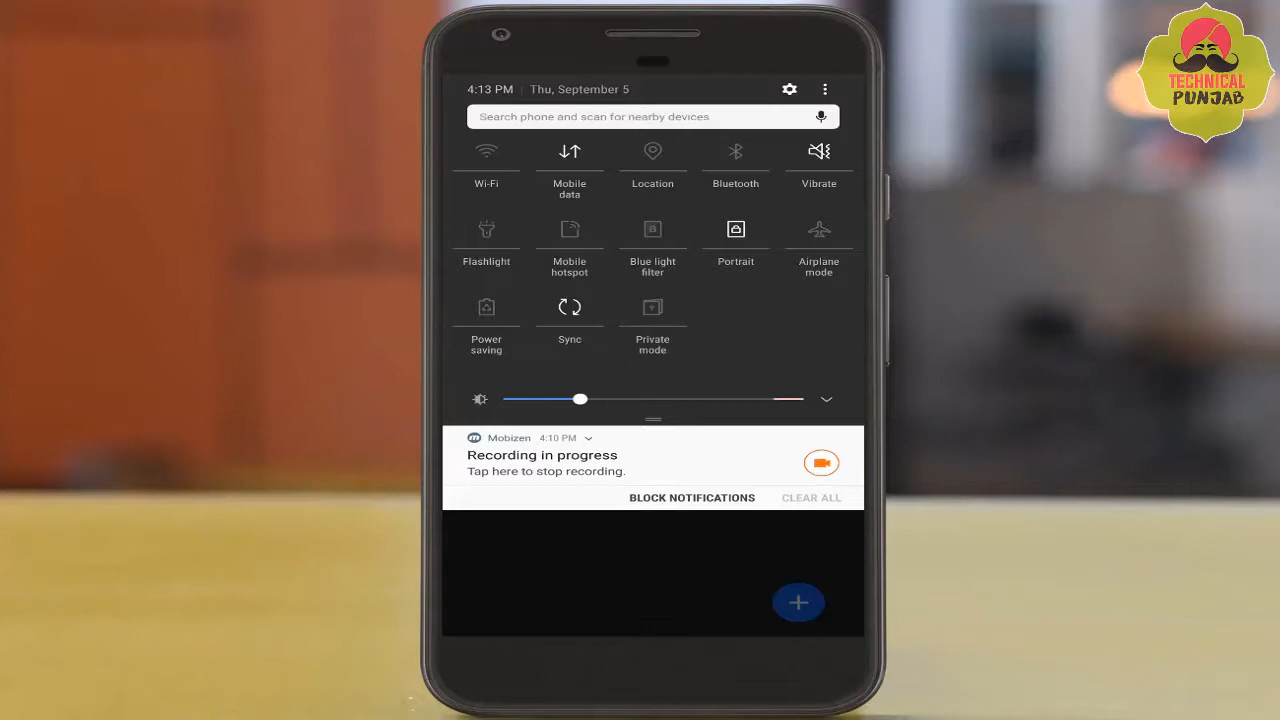 TECHNICAL
PUNJAB
4:13 PM Thu, September 5
Search phone and scan for nearby devices
Wi-Fi
Mobile
data
Location
Bluetooth
Vibrate
Flashlight
Mobile
hotspot
Blue light
filter
Portrait
Airplane
mode
Power
saving
Sync
Private
mode
Mobizen 4:10 PM
Recording in progress
Tap here to stop recording.
BLOCK NOTIFICATIONS CLEAR ALL